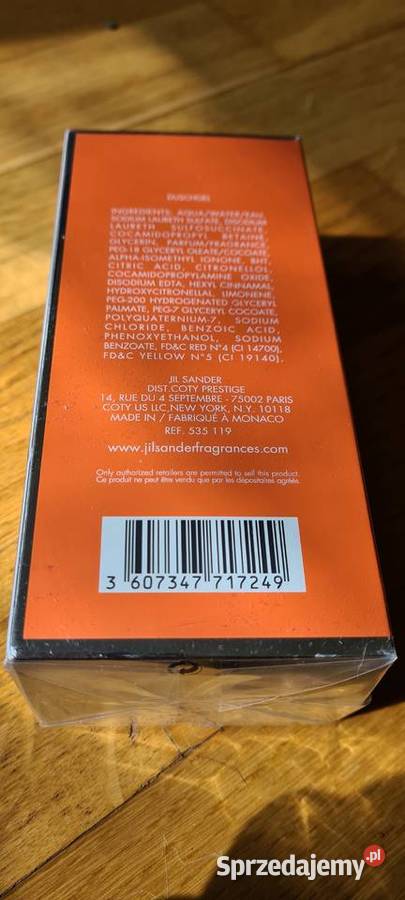 DUSCHGEL
INGREDIENTS: AQUA/WATER/EAU,
SODIUM LAURETH SULFATE, DISODIUM
LAURETH SULFOSUCCINATE,
COCAMIDOPROPYL BETAINE,
GLYCERIN, PARFUM/FRAGRANCE,
PEG-18 GLYCERYL OLEATE/COCOATE,
ALPHA-ISOMETHYL IONONE, BHT,
CITRIC ACID, CITRONELLOL,
COCAMIDOPROPYLAMINE OXIDE,
DISODIUM EDTA, HEXYL CINNAMAL,
HYDROXYCITRONELLAL, LIMONENE,
PEG-200 HYDROGENATED GLYCERYL
PALMATE, PEG-7 GLYCERYL COCOATE,
POLYQUATERNIUM-7, SODIUM
CHLORIDE, BENZOIC ACID,
PHENOXYETHANOL, SODIUM
BENZOATE, FD&C RED N°4 (CI 14700),
FD&C YELLOW N°5 (CI 19140).
JIL SANDER
DIST.COTY PRESTIGE
14, RUE DU 4 SEPTEMBRE - 75002 PARIS
COTY US LLC,NEW YORK, N.Y. 10118
MADE IN / FABRIQUÉ À MONACO
REF. 535 119
www.jilsanderfragrances.com
Only authorized retailers are permitted to sell this product.
Ce produit ne peut être vendu que par les dépositaires agréés.
3 607347 717249
Sprzedajemy.pl